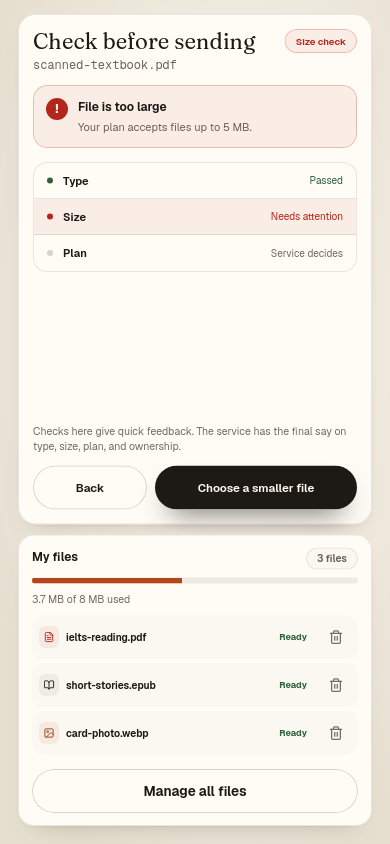 Check before sending
Size check
scanned-textbook.pdf
!
File is too large
Your plan accepts files up to 5 MB.
Type
Passed
Size
Needs attention
Plan
Service decides
Checks here give quick feedback. The service has the final say on
type, size, plan, and ownership.
Back
Choose a smaller file
My files
3 files
3.7 MB of 8 MB used
ielts-reading.pdf
Ready
short-stories.epub
Ready
card-photo.webp
Ready
Manage all files